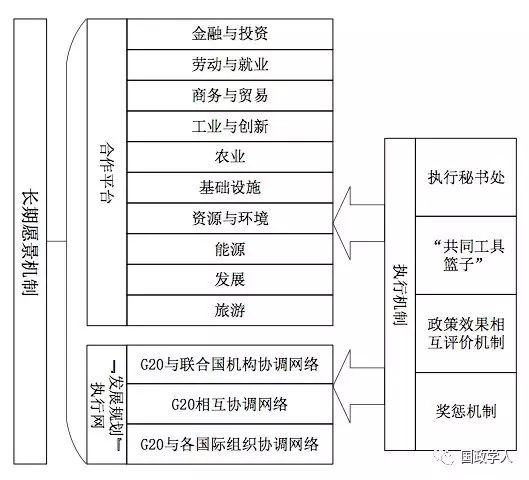 长期愿景机制
合作平台
金融与投资
劳动与就业
商务与贸易
工业与创新
农业
基础设施
资源与环境
能源
发展
旅游
“发展规划”
执行网
G20与联合国机构协调网络
G20相互协调网络
G20与各国际组织协调网络
执行机制
执行秘书处
“共同工具
篮子”
政策效果相
互评价机制
奖惩机制
国政学人